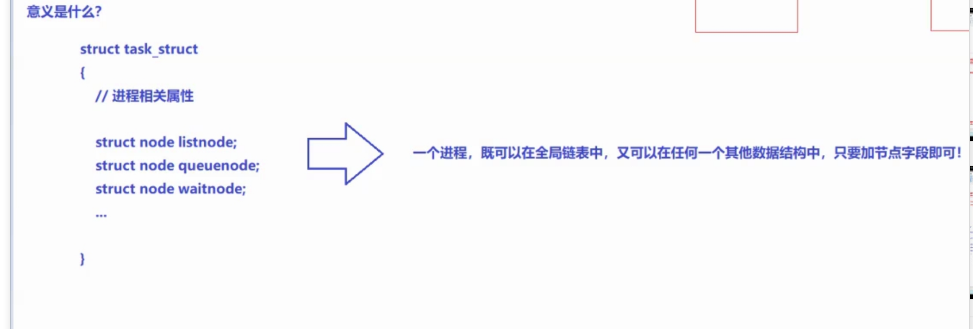 意义是什么?
struct task_struct
{
// 进程相关属性
struct node listnode;
struct node queuenode;
struct node waitnode;
...
}
一个进程，既可以在全局链表中，又可以在任何一个其他数据结构中，只要加节点字段即可！